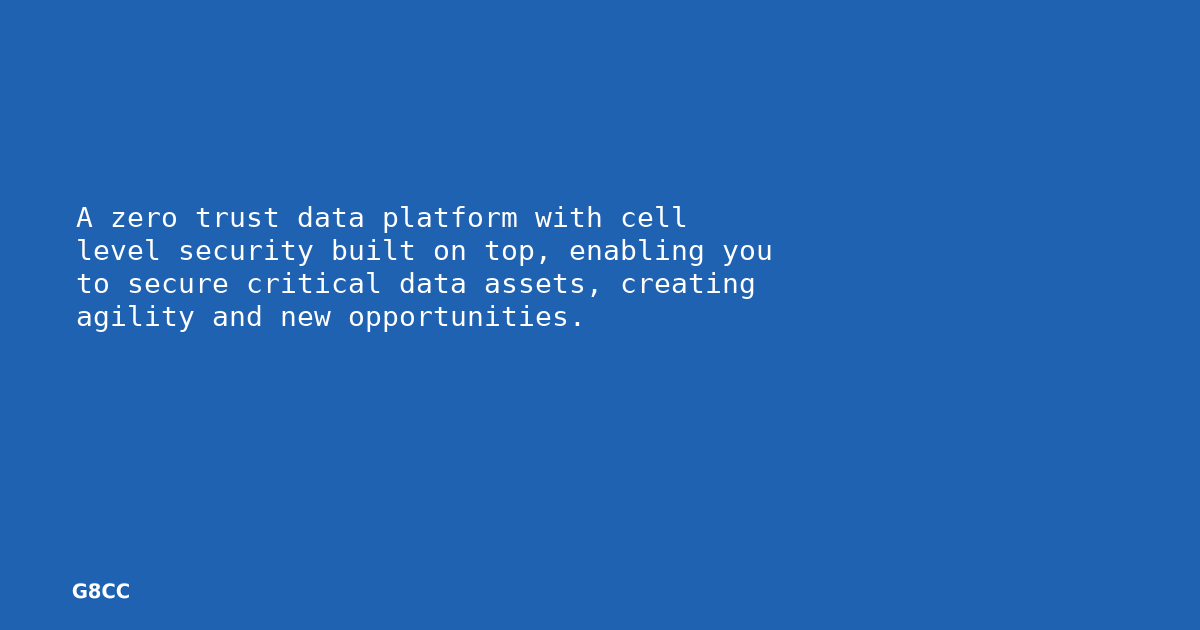 A zero trust data platform with cell
level security built on top, enabling you
to secure critical data assets, creating
agility and new opportunities.
G8CC